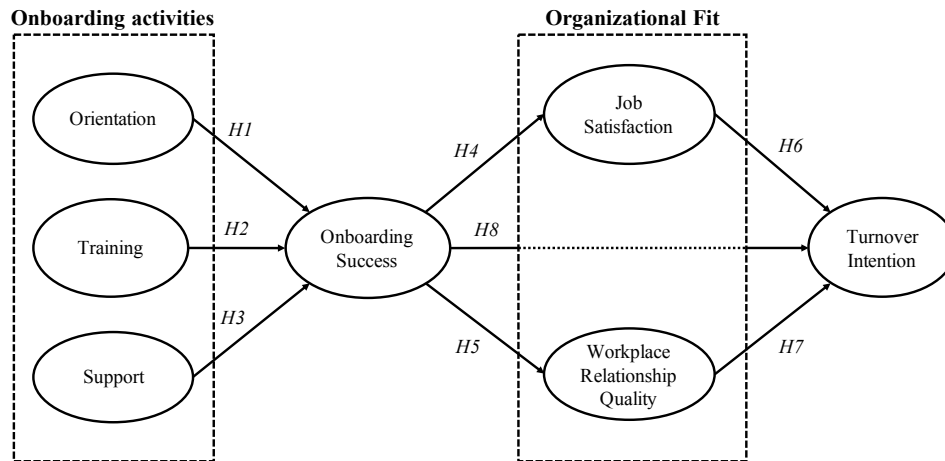 Onboarding activities
Organizational Fit
Orientation
Training
Support
H1
H2
H3
Onboarding
Success
H4
H8
H5
Job
Satisfaction
Workplace
Relationship
Quality
H6
H7
Turnover
Intention